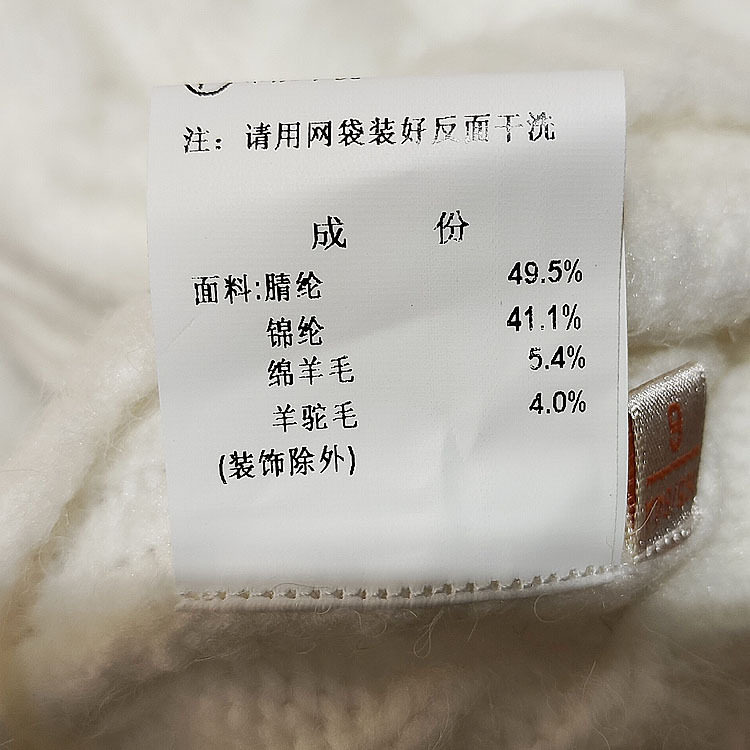 注：请用网袋装好反面干洗
成 份
面料:腈纶 49.5%
锦纶 41.1%
绵羊毛 5.4%
羊驼毛 4.0%
(装饰除外)